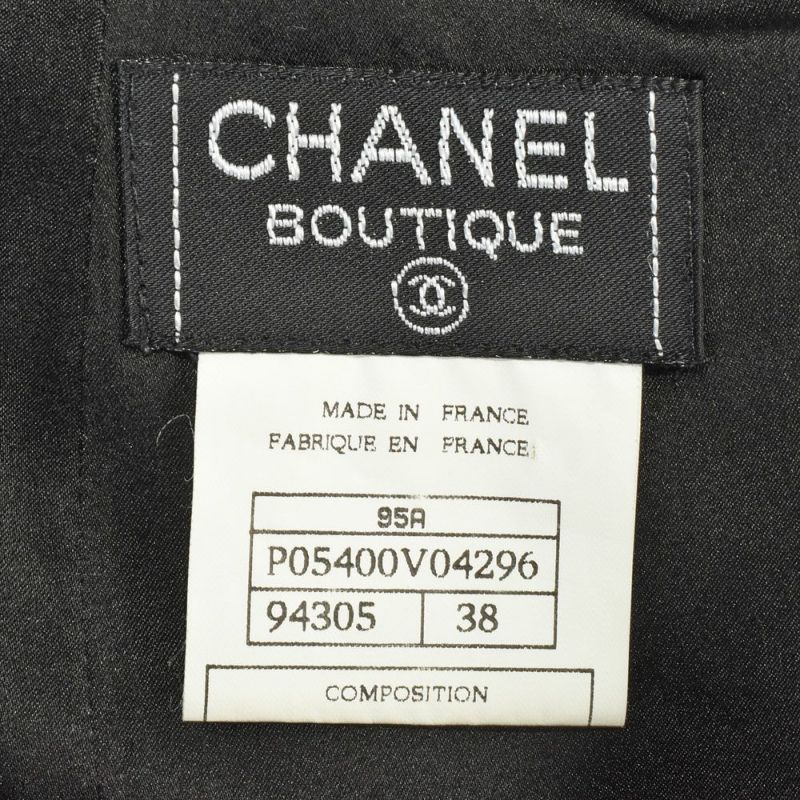 CHANEL
BOUTIQUE
MADE IN FRANCE
FABRIQUE EN FRANCE
95A
P05400V04296
94305 38
COMPOSITION